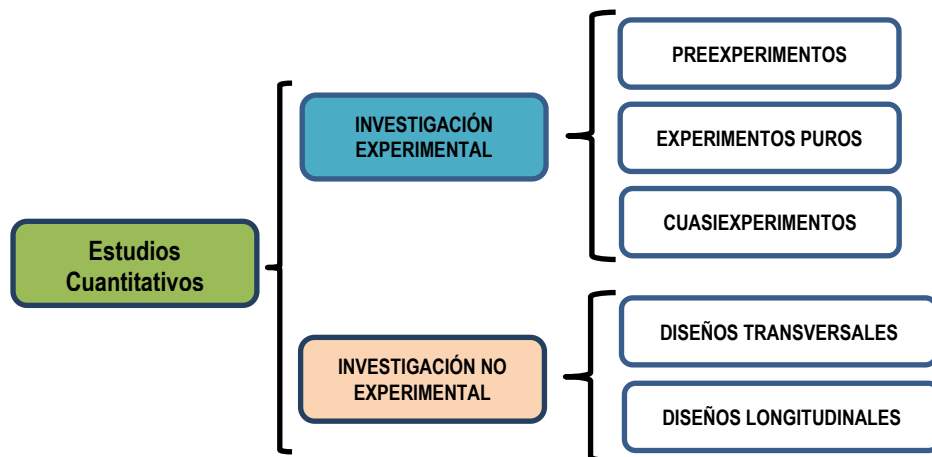 Estudios
Cuantitativos
INVESTIGACIÓN
EXPERIMENTAL
PREEXPERIMENTOS
EXPERIMENTOS PUROS
CUASIEXPERIMENTOS
INVESTIGACIÓN NO
EXPERIMENTAL
DISEÑOS TRANSVERSALES
DISEÑOS LONGITUDINALES